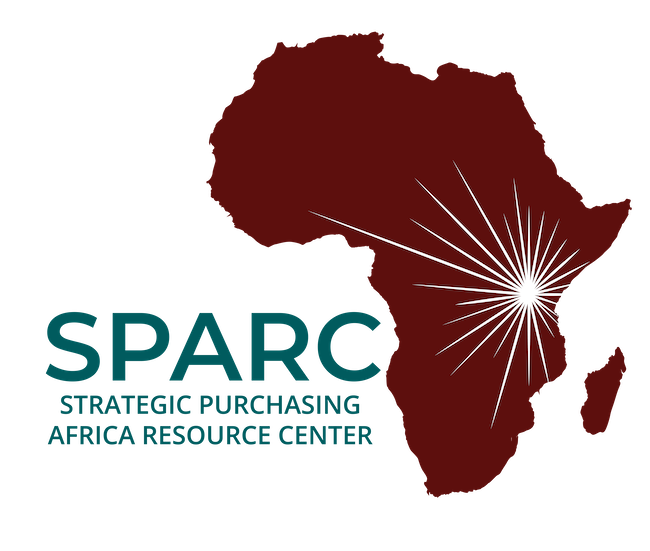 SPARC
STRATEGIC PURCHASING
AFRICA RESOURCE CENTER